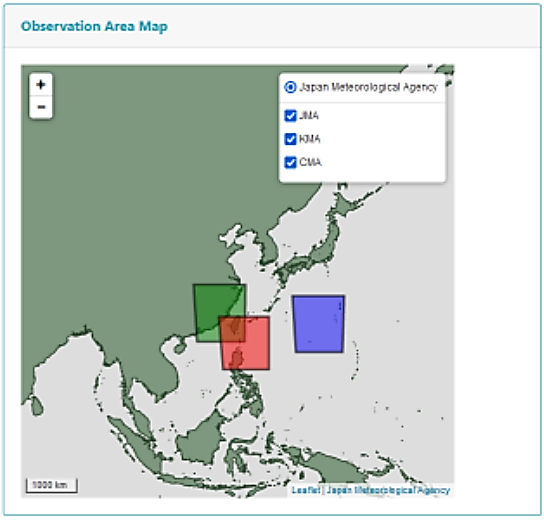 Observation Area Map
+
−
Japan Meteorological Agency
JMA
KMA
CMA
1000 km
Leaflet | Japan Meteorological Agency